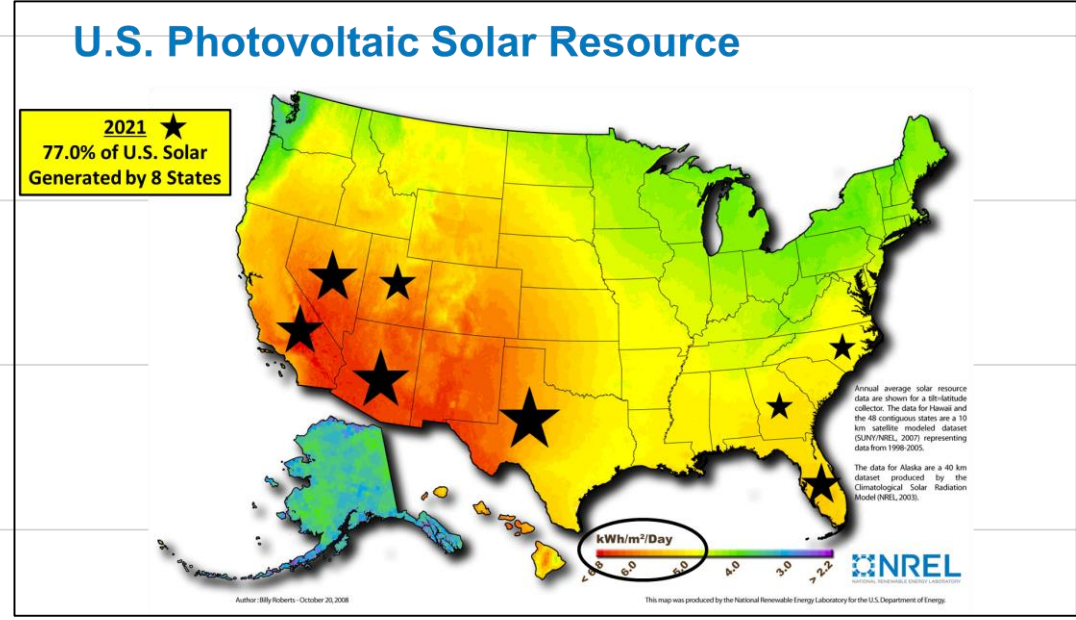 U.S. Photovoltaic Solar Resource
2021 ★
77.0% of U.S. Solar
Generated by 8 States
Annual average solar resource
data are shown for a tilt=latitude
collector. The data for Hawaii and
the 48 contiguous states are a 10
km satellite modeled dataset
(SUNY/NREL, 2007) representing
data from 1998-2005.
The data for Alaska are a 40 km
dataset produced by the
Climatological Solar Radiation
Model (NREL, 2003).
kWh/m²/Day
< 6.8 6.0 5.0 4.0 3.0 > 2.2
NREL
NATIONAL RENEWABLE ENERGY LABORATORY
Author : Billy Roberts - October 20, 2008
This map was produced by the National Renewable Energy Laboratory for the U.S. Department of Energy.